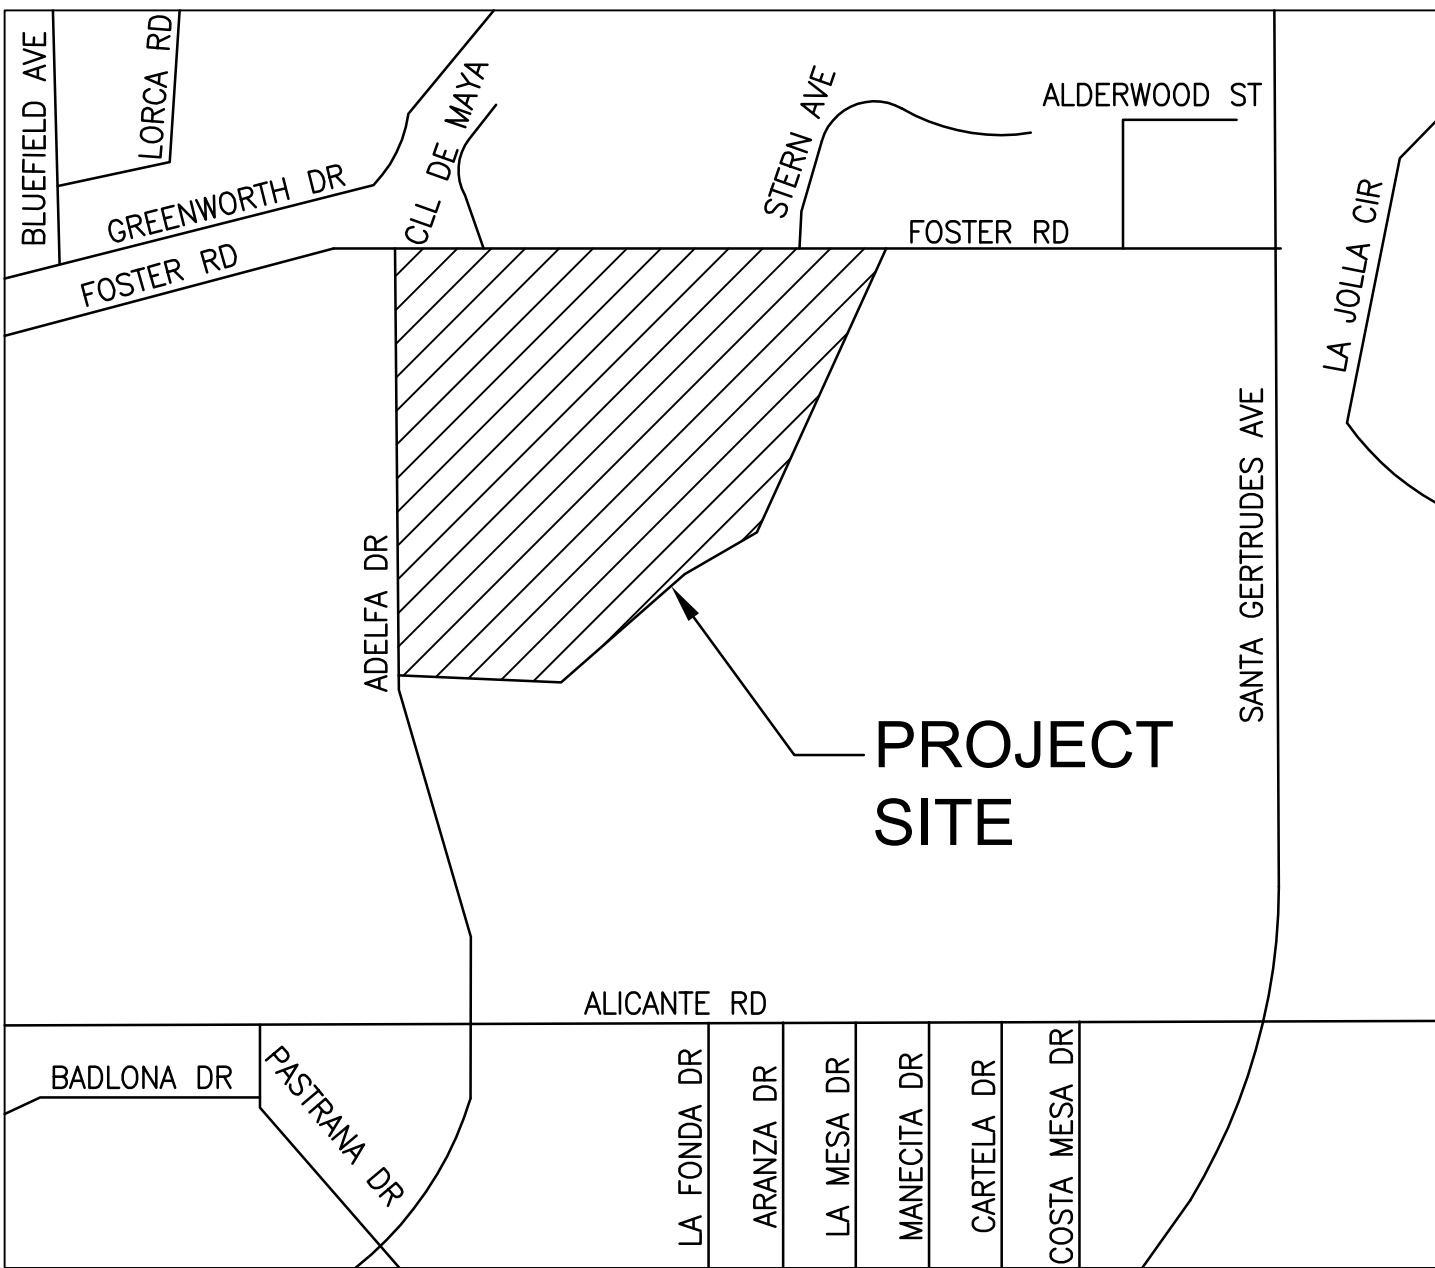 BLUEFIELD AVE
LORCA RD
GREENWORTH DR
FOSTER RD
CLL DE MAYA
STERN AVE
ALDERWOOD ST
FOSTER RD
LA JOLLA CIR
SANTA GERTRUDES AVE
ADELFA DR
PROJECT
SITE
ALICANTE RD
BADLONA DR
PASTRANA DR
LA FONDA DR
ARANZA DR
LA MESA DR
MANECITA DR
CARTELA DR
COSTA MESA DR